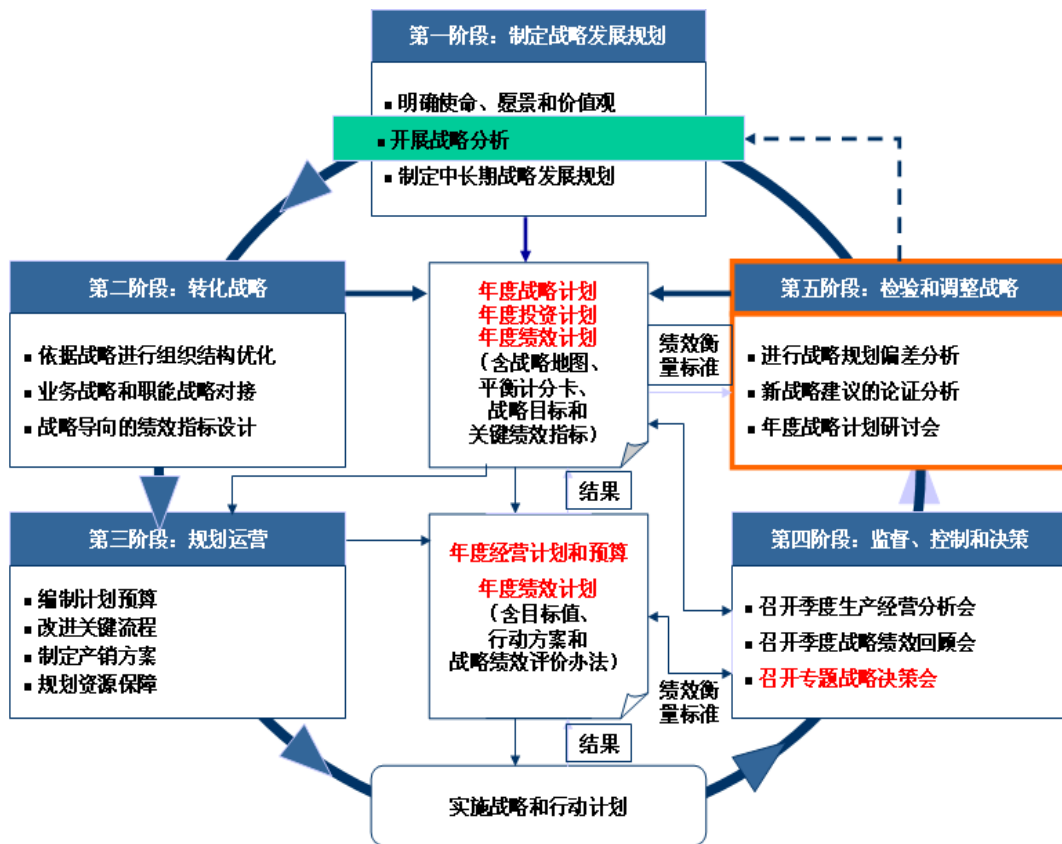 第一阶段：制定战略发展规划
▪ 明确使命、愿景和价值观
▪ 开展战略分析
▪ 制定中长期战略发展规划
第二阶段：转化战略
▪ 依据战略进行组织结构优化
▪ 业务战略和职能战略对接
▪ 战略导向的绩效指标设计
年度战略计划
年度投资计划
年度绩效计划
（含战略地图、
平衡计分卡、
战略目标和
关键绩效指标）
绩效衡
量标准
第五阶段：检验和调整战略
▪ 进行战略规划偏差分析
▪ 新战略建议的论证分析
▪ 年度战略计划研讨会
结果
第三阶段：规划运营
▪ 编制计划预算
▪ 改进关键流程
▪ 制定产销方案
▪ 规划资源保障
年度经营计划和预算
年度绩效计划
（含目标值、
行动方案和
战略绩效评价办法）
绩效衡
量标准
第四阶段：监督、控制和决策
▪ 召开季度生产经营分析会
▪ 召开季度战略绩效回顾会
▪ 召开专题战略决策会
结果
实施战略和行动计划